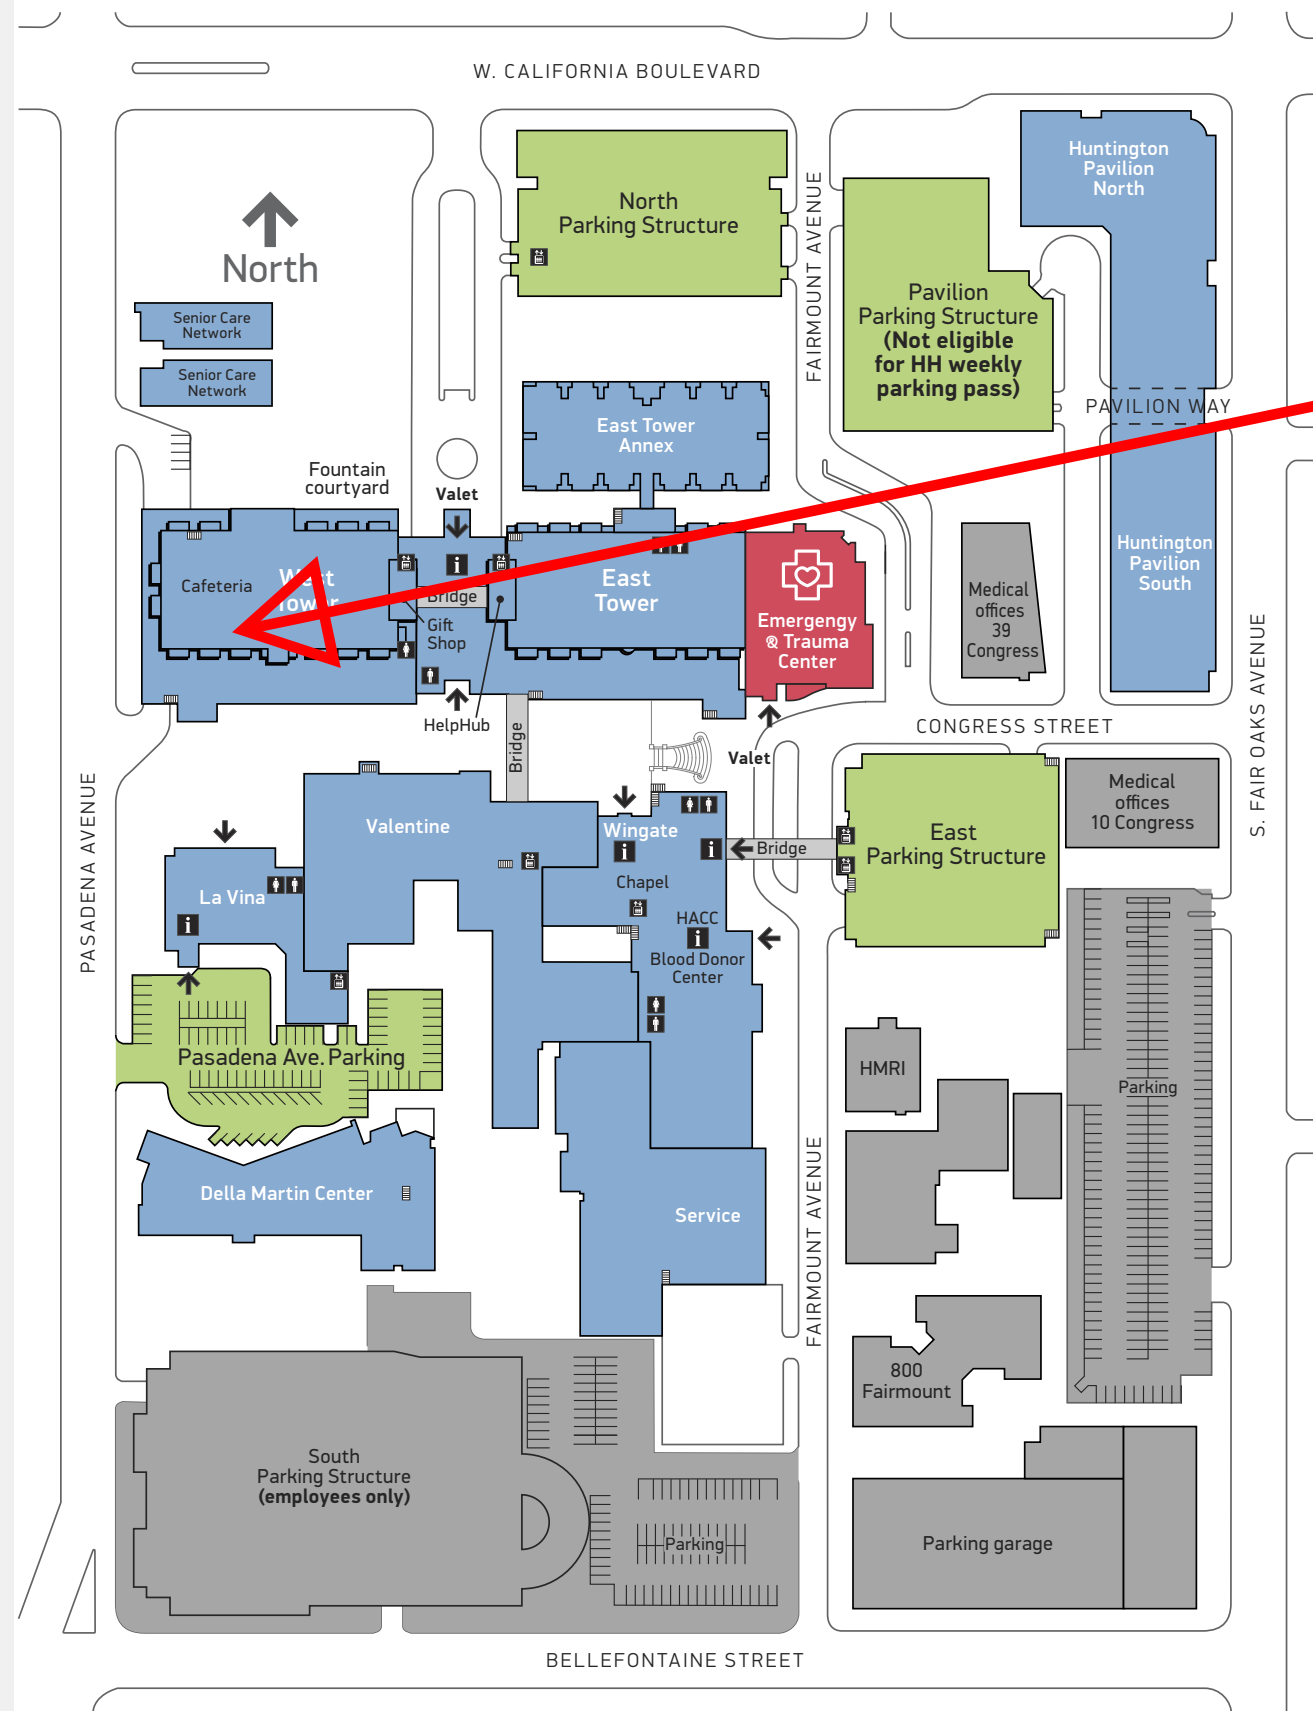 W. CALIFORNIA BOULEVARD
Huntington
Pavilion
North
North
Parking Structure
FAIRMOUNT AVENUE
North
Pavilion
Parking Structure
(Not eligible
for HH weekly
parking pass)
Senior Care
Network
Senior Care
Network
PAVILION WAY
East Tower
Annex
Fountain
courtyard
Valet
Huntington
Pavilion
South
Cafeteria
West
Tower
Bridge
East
Tower
Emergengy
& Trauma
Center
Medical
offices
39
Congress
Gift
Shop
HelpHub
Bridge
Valet
CONGRESS STREET
S. FAIR OAKS AVENUE
PASADENA AVENUE
Medical
offices
10 Congress
Valentine
Wingate
East
Parking Structure
Bridge
Chapel
La Vina
HACC
Blood Donor
Center
Pasadena Ave. Parking
HMRI
Parking
Della Martin Center
Service
FAIRMOUNT AVENUE
800
Fairmount
South
Parking Structure
(employees only)
Parking
Parking garage
BELLEFONTAINE STREET